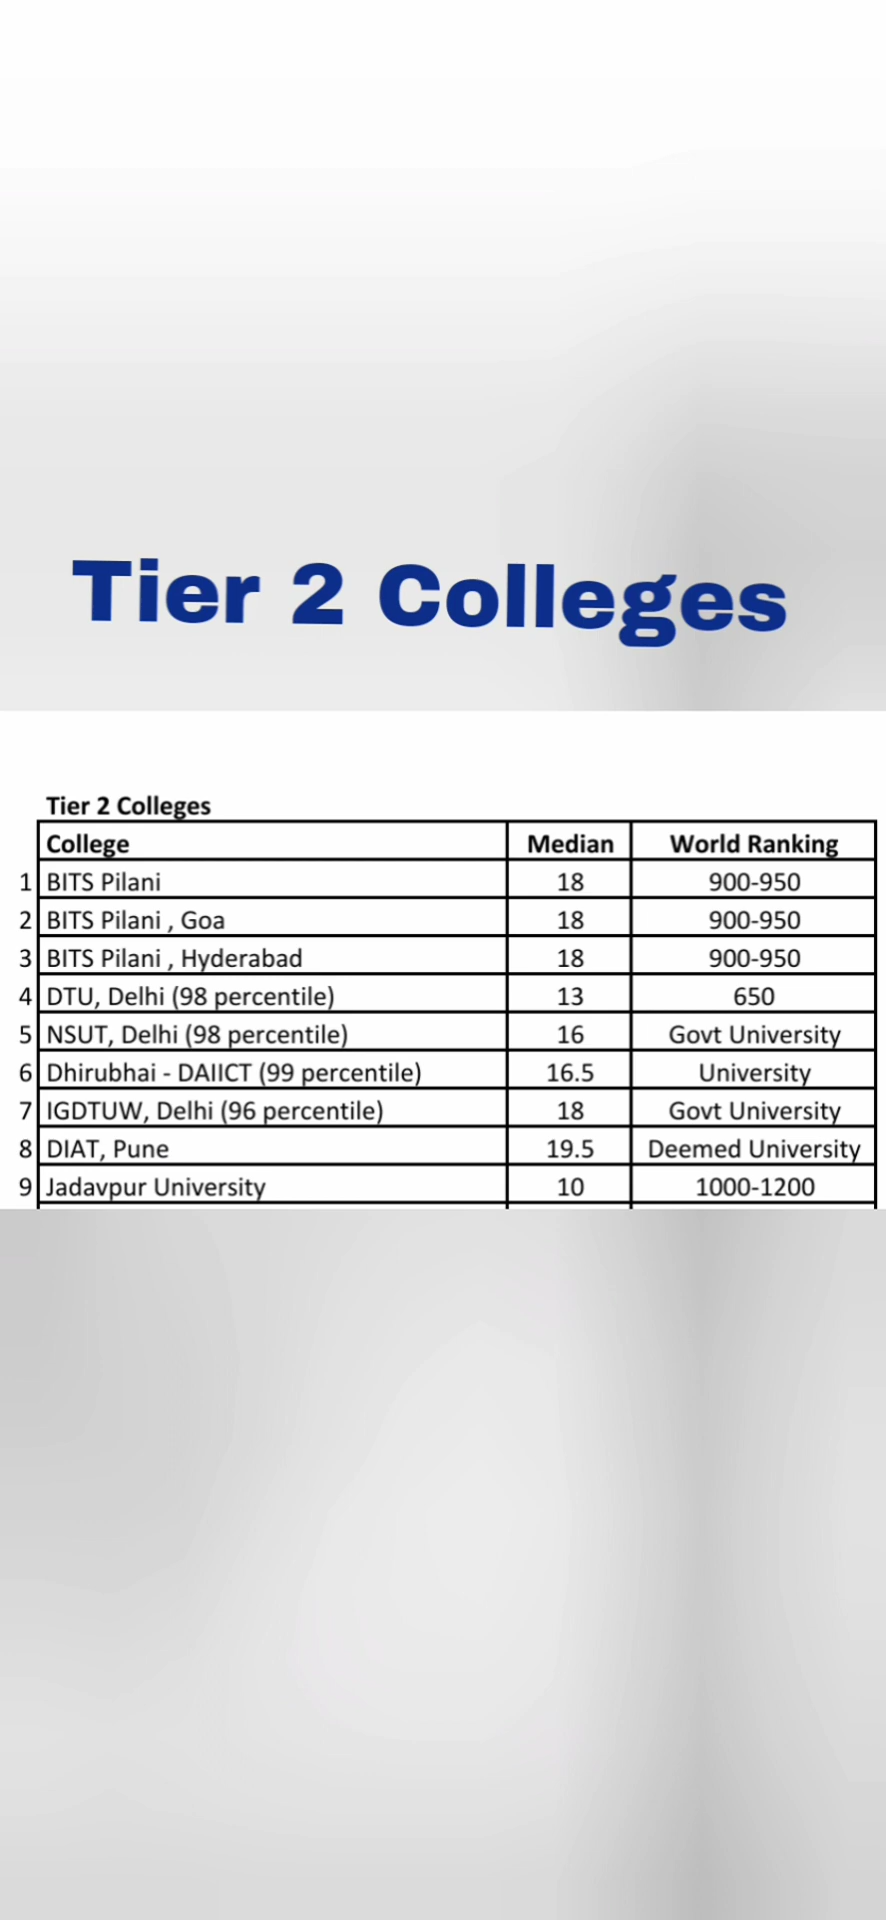 Tier 2 Colleges
Tier 2 Colleges
College Median World Ranking
1 BITS Pilani 18 900-950
2 BITS Pilani , Goa 18 900-950
3 BITS Pilani , Hyderabad 18 900-950
4 DTU, Delhi (98 percentile) 13 650
5 NSUT, Delhi (98 percentile) 16 Govt University
6 Dhirubhai - DAIICT (99 percentile) 16.5 University
7 IGDTUW, Delhi (96 percentile) 18 Govt University
8 DIAT, Pune 19.5 Deemed University
9 Jadavpur University 10 1000-1200